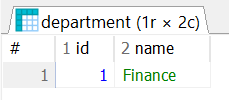 department (1r × 2c)
# 1 id 2 name
1 1 Finance